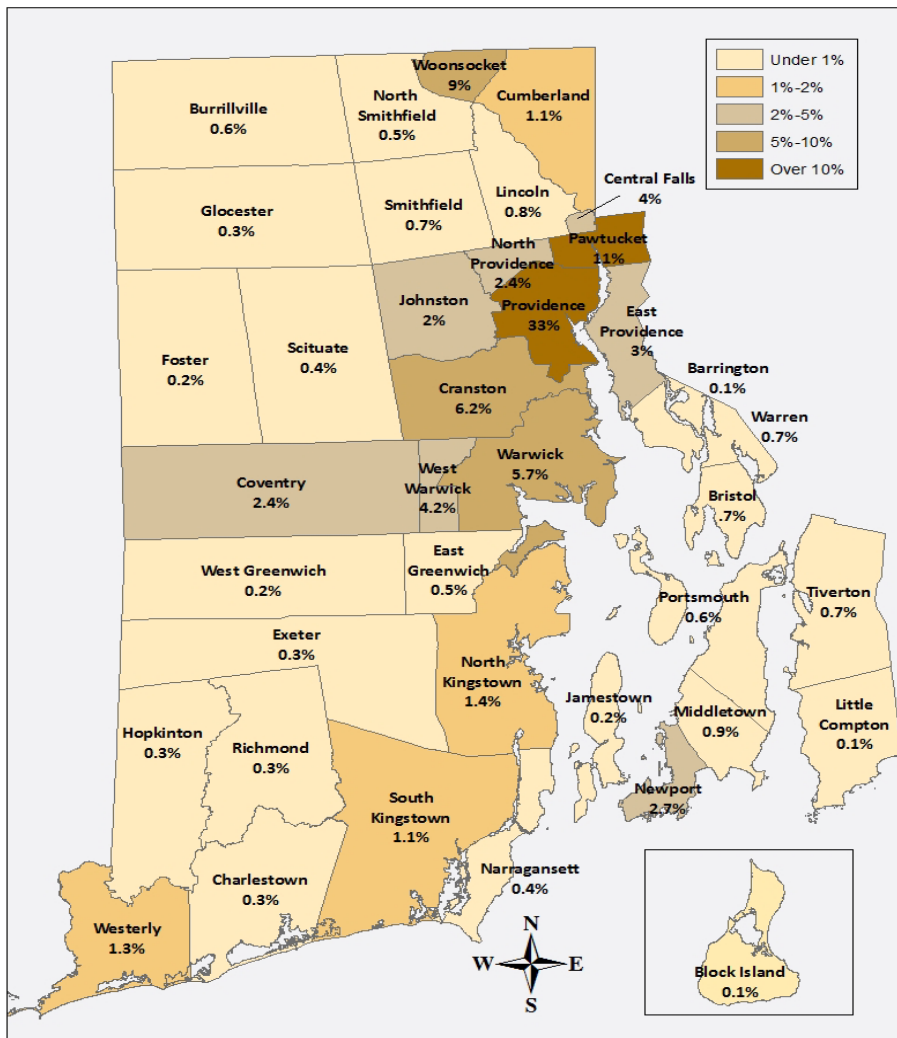 Woonsocket
9%
Under 1%
1%-2%
2%-5%
5%-10%
Over 10%
Burrillville
0.6%
North
Smithfield
0.5%
Cumberland
1.1%
Central Falls
4%
Glocester
0.3%
Smithfield
0.7%
Lincoln
0.8%
North
Providence
2.4%
Pawtucket
11%
Johnston
2%
Providence
33%
East
Providence
3%
Foster
0.2%
Scituate
0.4%
Barrington
0.1%
Cranston
6.2%
Warren
0.7%
Coventry
2.4%
West
Warwick
4.2%
Warwick
5.7%
Bristol
.7%
West Greenwich
0.2%
East
Greenwich
0.5%
Portsmouth
0.6%
Tiverton
0.7%
Exeter
0.3%
North
Kingstown
1.4%
Jamestown
0.2%
Middletown
0.9%
Little
Compton
0.1%
Hopkinton
0.3%
Richmond
0.3%
South
Kingstown
1.1%
Newport
2.7%
Narragansett
0.4%
Charlestown
0.3%
Westerly
1.3%
N
W E
S
Block Island
0.1%